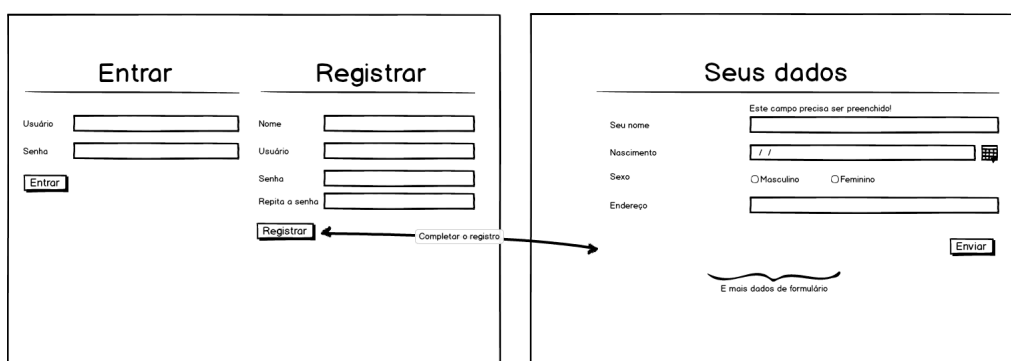 Entrar
Usuário
Senha
Entrar
Registrar
Nome
Usuário
Senha
Repita a senha
Registrar
Completar o registro
Seus dados
Este campo precisa ser preenchido!
Seu nome
Nascimento / /
Sexo Masculino Feminino
Endereço
Enviar
E mais dados de formulário